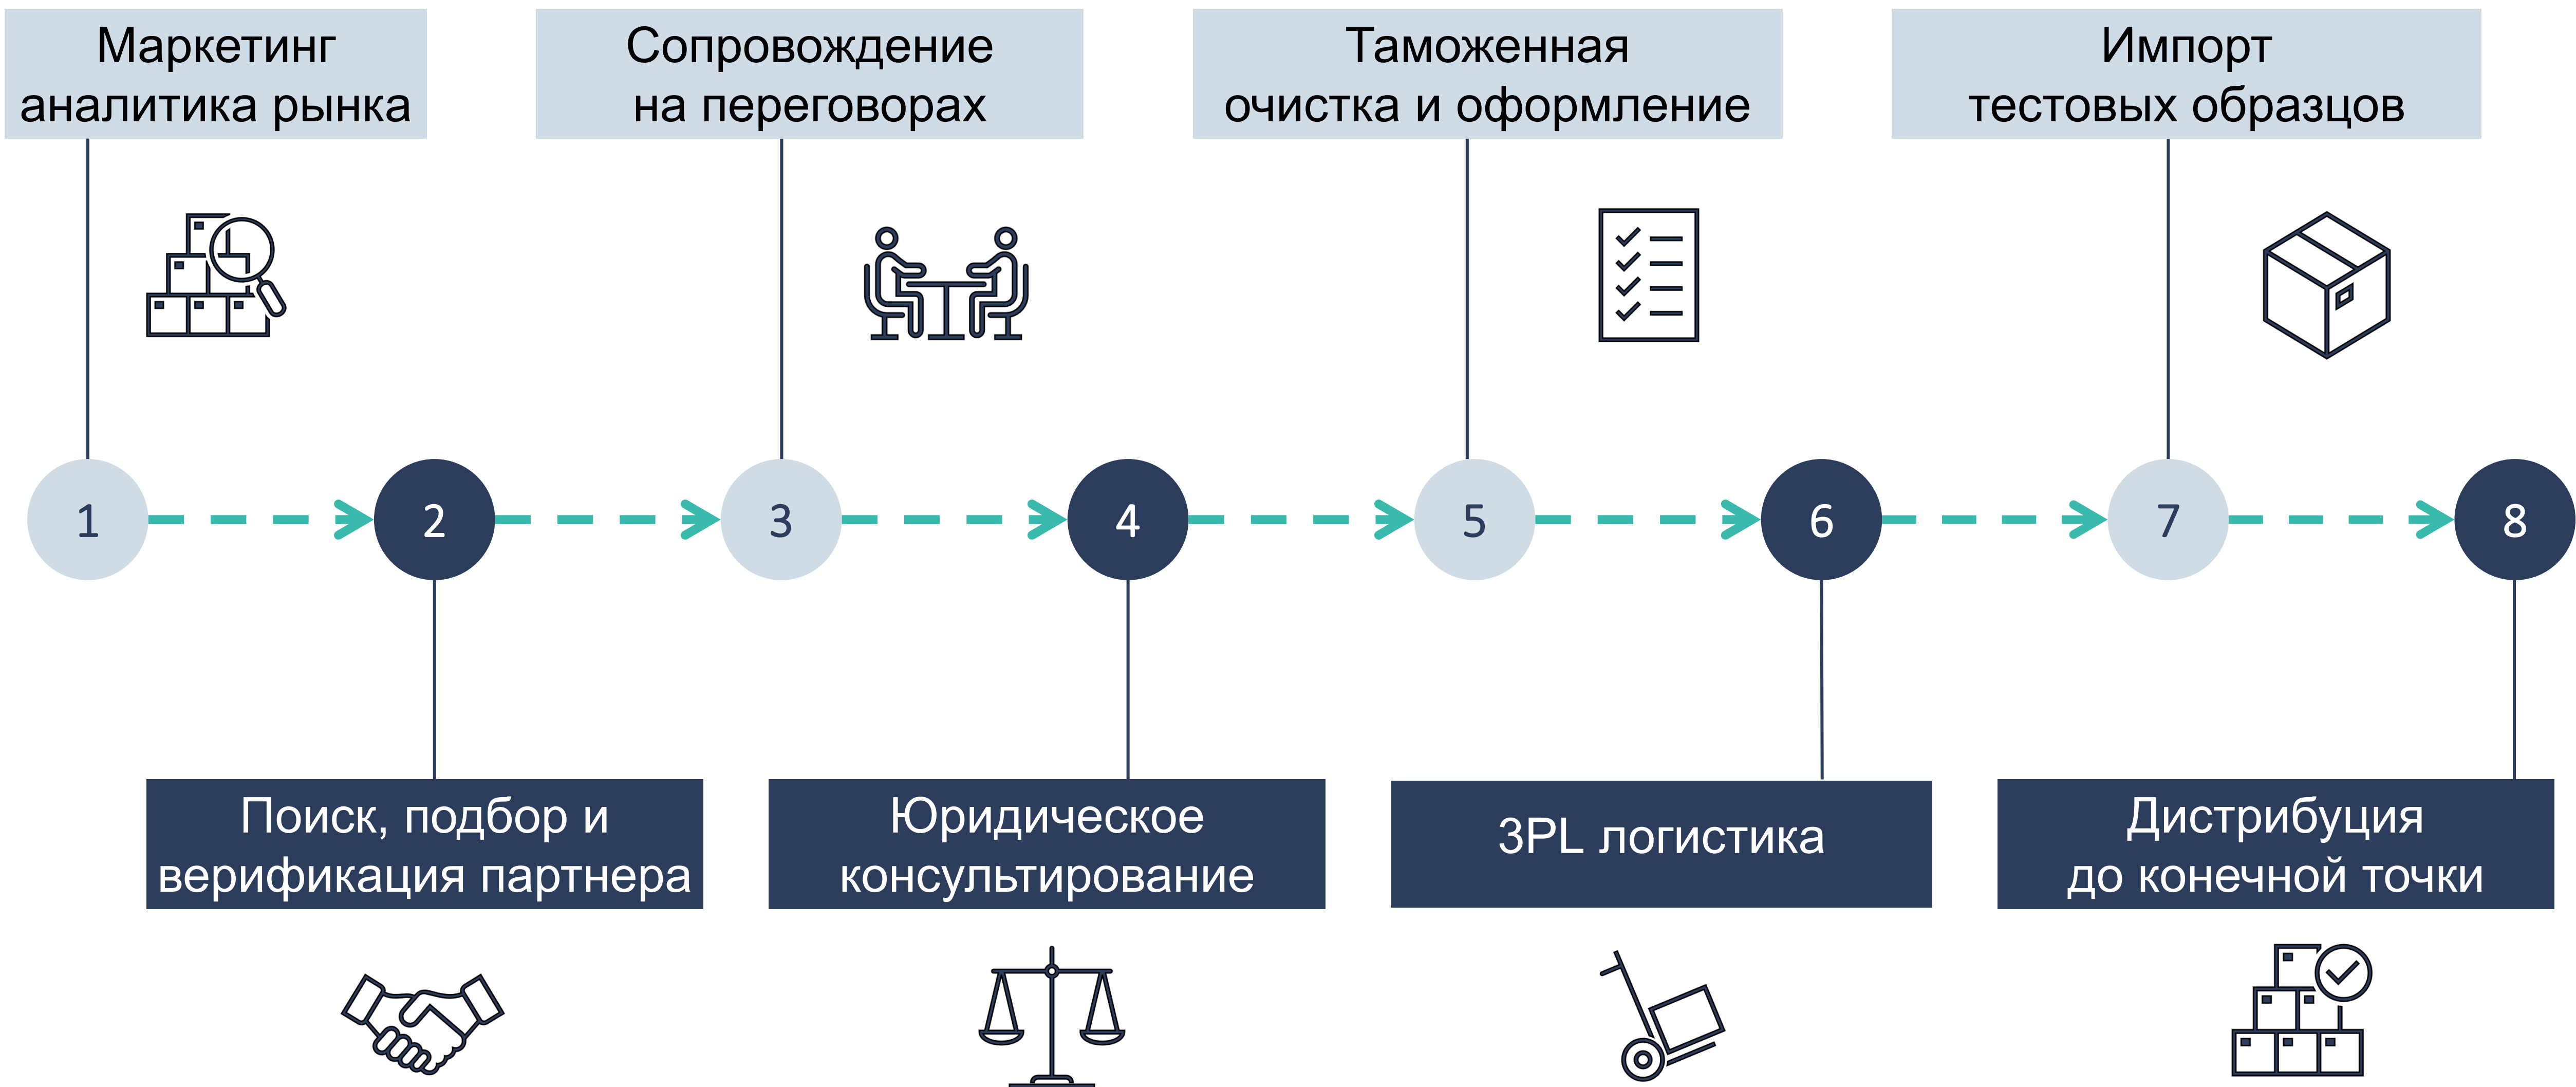 Маркетинг
аналитика рынка
Сопровождение
на переговорах
Таможенная
очистка и оформление
Импорт
тестовых образцов
1
2
3
4
5
6
7
8
Поиск, подбор и
верификация партнера
Юридическое
консультирование
3PL логистика
Дистрибуция
до конечной точки